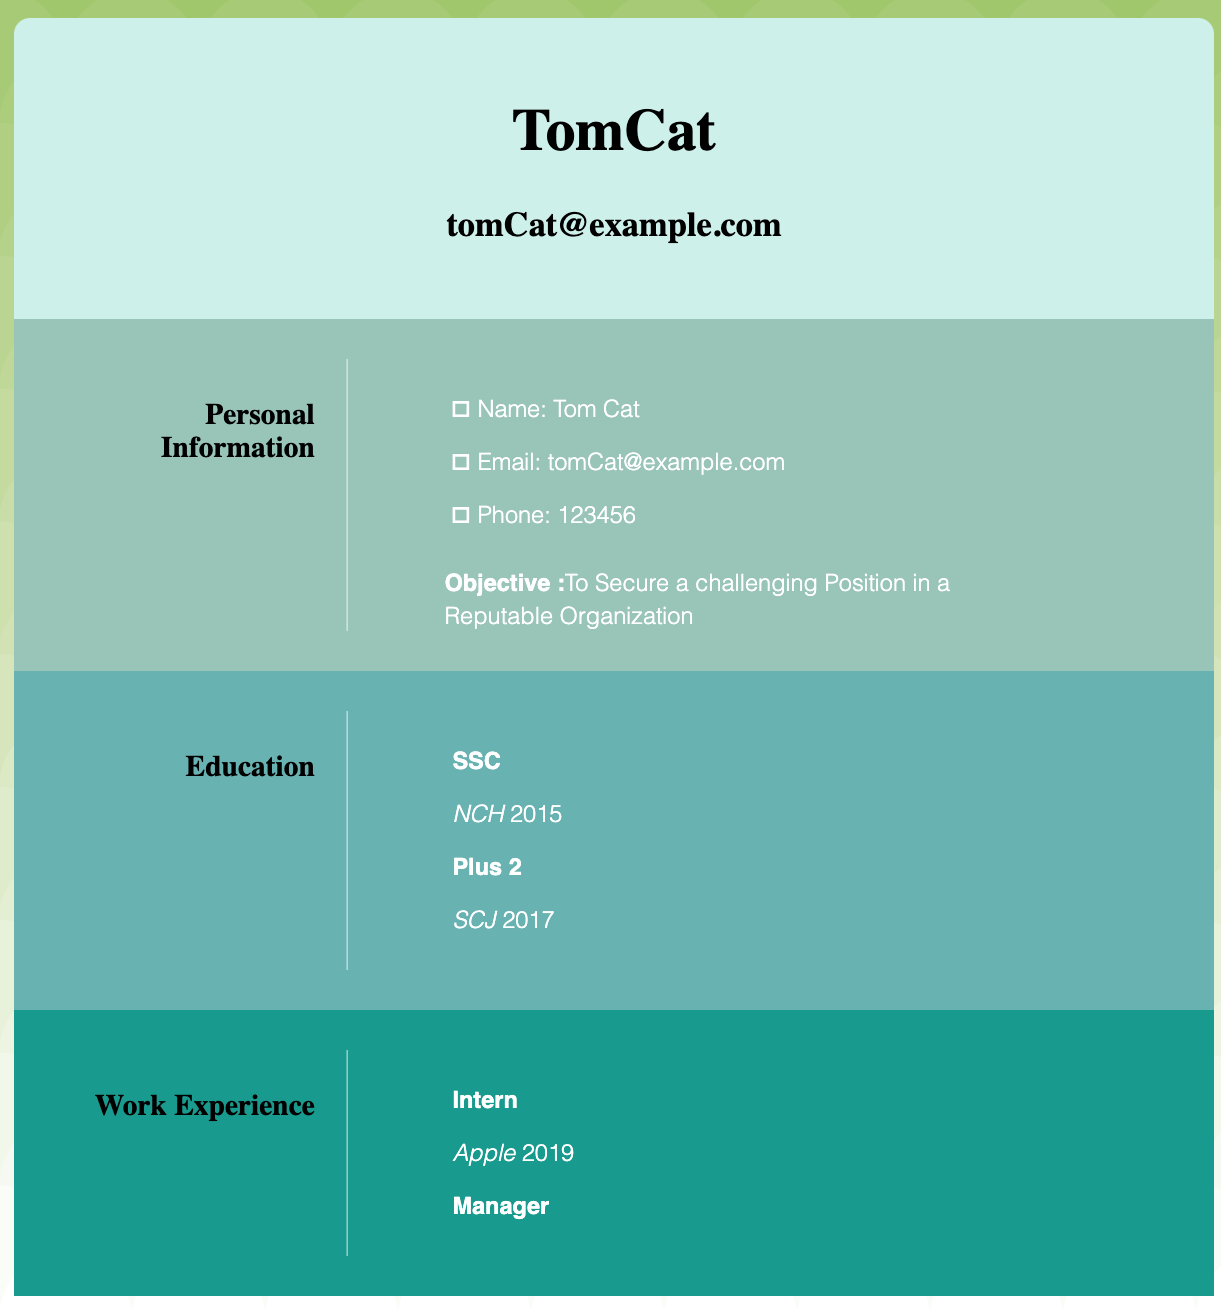 TomCat
tomCat@example.com
Personal
Information
Name: Tom Cat
Email: tomCat@example.com
Phone: 123456
Objective :To Secure a challenging Position in a
Reputable Organization
Education
SSC
NCH 2015
Plus 2
SCJ 2017
Work Experience
Intern
Apple 2019
Manager